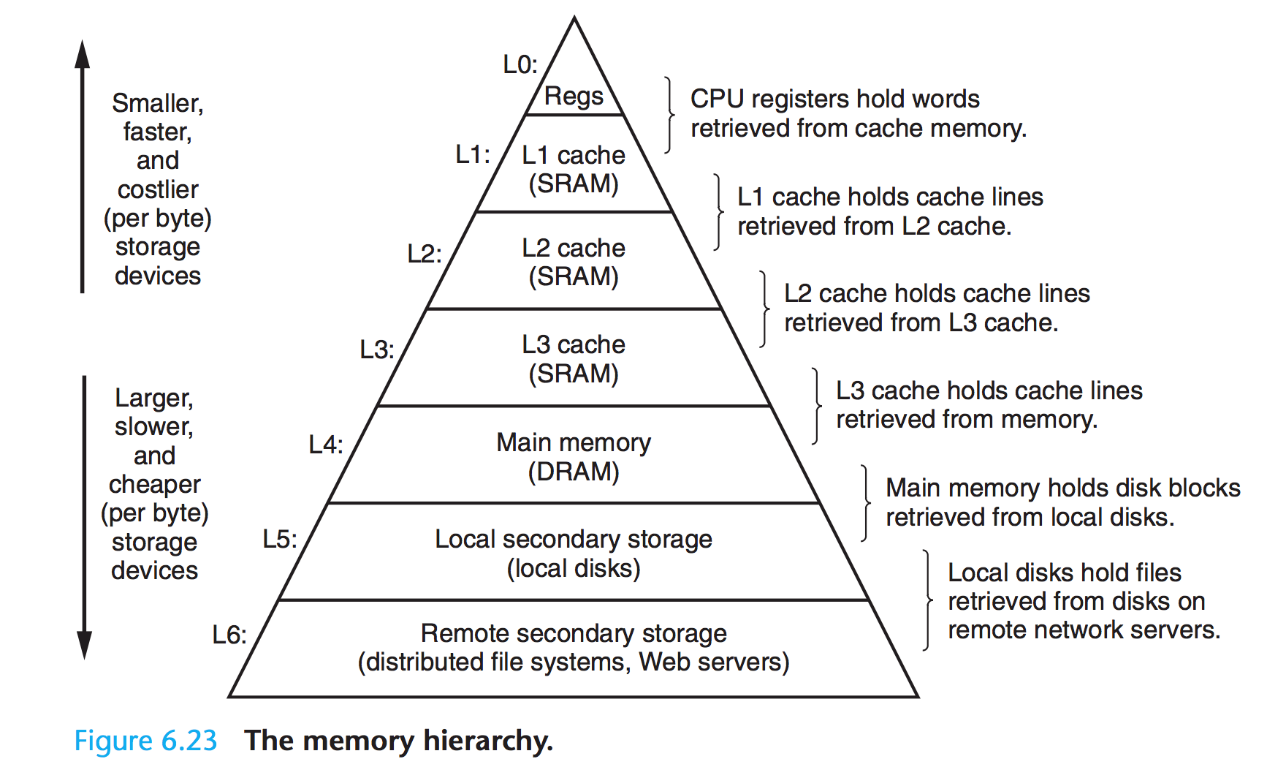 Smaller,
faster,
and
costlier
(per byte)
storage
devices
Larger,
slower,
and
cheaper
(per byte)
storage
devices
L0:
Regs
L1:
L1 cache
(SRAM)
L2:
L2 cache
(SRAM)
L3:
L3 cache
(SRAM)
L4:
Main memory
(DRAM)
L5:
Local secondary storage
(local disks)
L6:
Remote secondary storage
(distributed file systems, Web servers)
CPU registers hold words
retrieved from cache memory.
L1 cache holds cache lines
retrieved from L2 cache.
L2 cache holds cache lines
retrieved from L3 cache.
L3 cache holds cache lines
retrieved from memory.
Main memory holds disk blocks
retrieved from local disks.
Local disks hold files
retrieved from disks on
remote network servers.
Figure 6.23 The memory hierarchy.